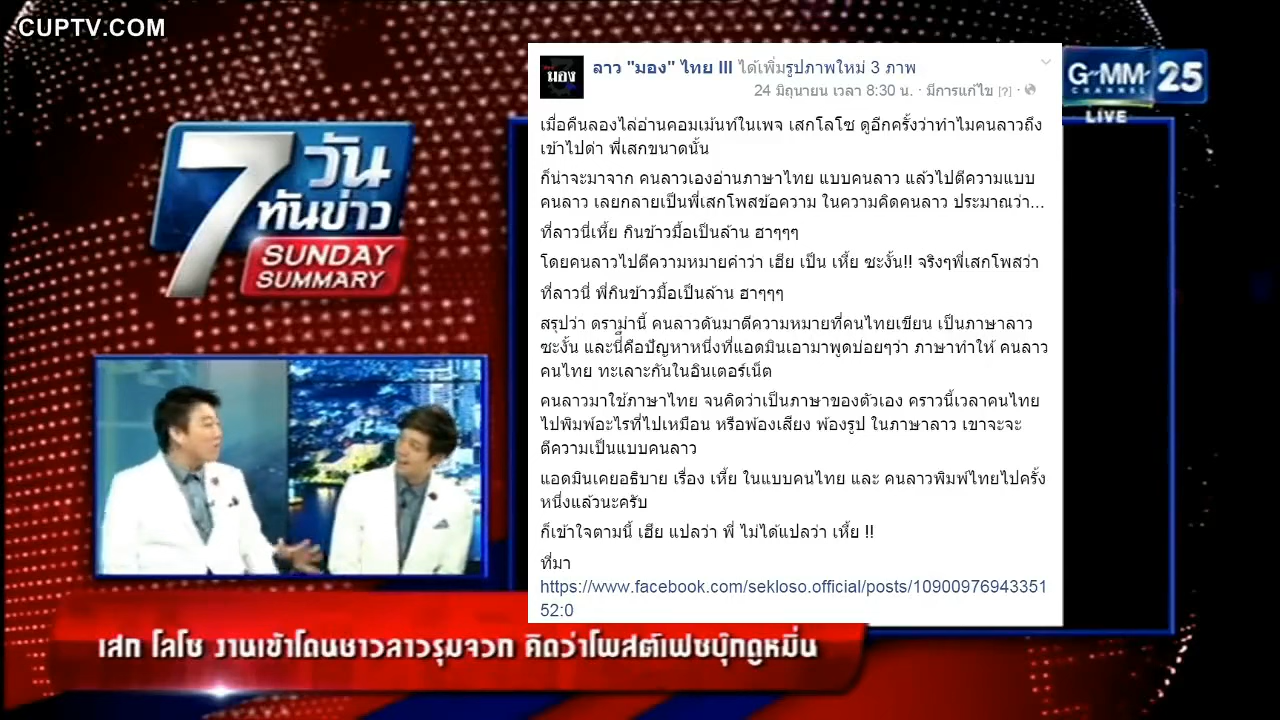 CUPTV.COM
GMM 25
CHANNEL
LIVE
7 วัน
ทันข่าว
SUNDAY
SUMMARY
มอง
ลาว "มอง" ไทย III ได้เพิ่มรูปภาพใหม่ 3 ภาพ
24 มิถุนายน เวลา 8:30 น. · มีการแก้ไข [?] ·
เมื่อคืนลองไล่อ่านคอมเม้นท์ในเพจ เสกโลโซ ดูอีกครั้งว่าทำไมคนลาวถึง
เข้าไปด่า พี่เสกขนาดนั้น
ก็น่าจะมาจาก คนลาวเองอ่านภาษาไทย แบบคนลาว แล้วไปตีความแบบ
คนลาว เลยกลายเป็นพี่เสกโพสข้อความ ในความคิดคนลาว ประมาณว่า...
ที่ลาวนี่เหี้ย กินข้าวมื้อเป็นล้าน ฮาๆๆๆ
โดยคนลาวไปตีความหมายคำว่า เฮีย เป็น เหี้ย ซะงั้น!! จริงๆพี่เสกโพสว่า
ที่ลาวนี่ พี่กินข้าวมื้อเป็นล้าน ฮาๆๆๆ
สรุปว่า ดราม่านี้ คนลาวดันมาตีความหมายที่คนไทยเขียน เป็นภาษาลาว
ซะงั้น และนี่คือปัญหาหนึ่งที่แอดมินเอามาพูดบ่อยๆว่า ภาษาทำให้ คนลาว
คนไทย ทะเลาะกันในอินเตอร์เน็ต
คนลาวมาใช้ภาษาไทย จนคิดว่าเป็นภาษาของตัวเอง คราวนี้เวลาคนไทย
ไปพิมพ์อะไรที่ไปเหมือน หรือพ้องเสียง พ้องรูป ในภาษาลาว เขาจะจะ
ตีความเป็นแบบคนลาว
แอดมินเคยอธิบาย เรื่อง เหี้ย ในแบบคนไทย และ คนลาวพิมพ์ไทยไปครั้ง
หนึ่งแล้วนะครับ
ก็เข้าใจตามนี้ เฮีย แปลว่า พี่ ไม่ได้แปลว่า เหี้ย !!
ที่มา
https://www.facebook.com/sekloso.official/posts/10900976943351
52:0
เสก โลโซ งานเข้าโดนชาวลาวรุมจวก คิดว่าโพสต์เฟซบุ๊กดูหมิ่น